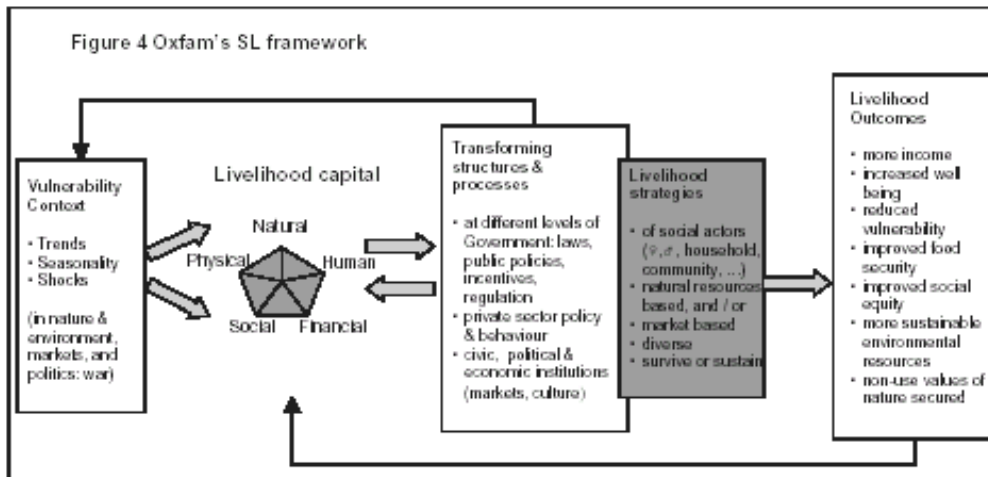 Figure 4 Oxfam's SL framework
Vulnerability
Context
• Trends
• Seasonality
• Shocks
(in nature &
environment,
markets, and
politics: war)
Livelihood capital
Natural
Physical
Human
Social
Financial
Transforming
structures &
processes
• at different levels of
Government: laws,
public policies,
incentives,
regulation
• private sector policy
& behaviour
• civic, political &
economic institutions
(markets, culture)
Livelihood
strategies
• of social actors
(♀,♂, household,
community, ...)
• natural resources
based, and / or
• market based
• diverse
• survive or sustain
Livelihood
Outcomes
• more income
• increased well
being
• reduced
vulnerability
• improved food
security
• improved social
equity
• more sustainable
environmental
resources
• non-use values of
nature secured